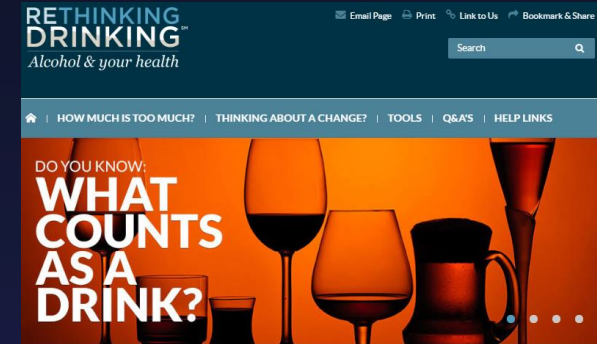 RETHINKING
DRINKING℠
Alcohol & your health
Email Page Print Link to Us Bookmark & Share
Search
HOW MUCH IS TOO MUCH? | THINKING ABOUT A CHANGE? | TOOLS | Q&A'S | HELP LINKS
DO YOU KNOW:
WHAT
COUNTS
AS A
DRINK?